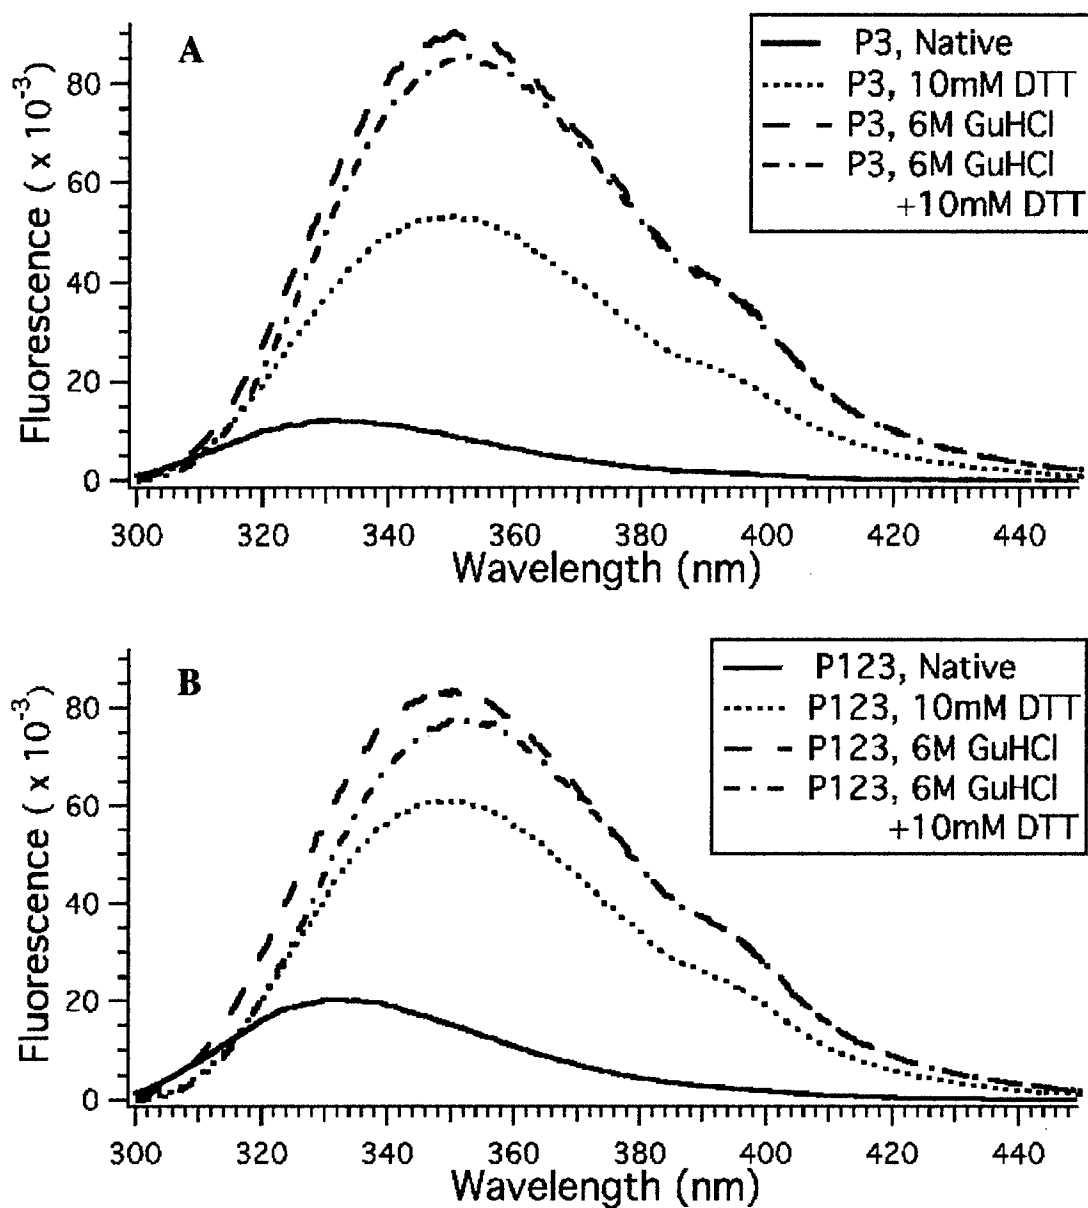 A
P3, Native
P3, 10mM DTT
P3, 6M GuHCl
P3, 6M GuHCl
+10mM DTT
Fluorescence ( x 10⁻³)
80
60
40
20
0
300 320 340 360 380 400 420 440
Wavelength (nm)
B
P123, Native
P123, 10mM DTT
P123, 6M GuHCl
P123, 6M GuHCl
+10mM DTT
Fluorescence ( x 10⁻³)
80
60
40
20
0
300 320 340 360 380 400 420 440
Wavelength (nm)